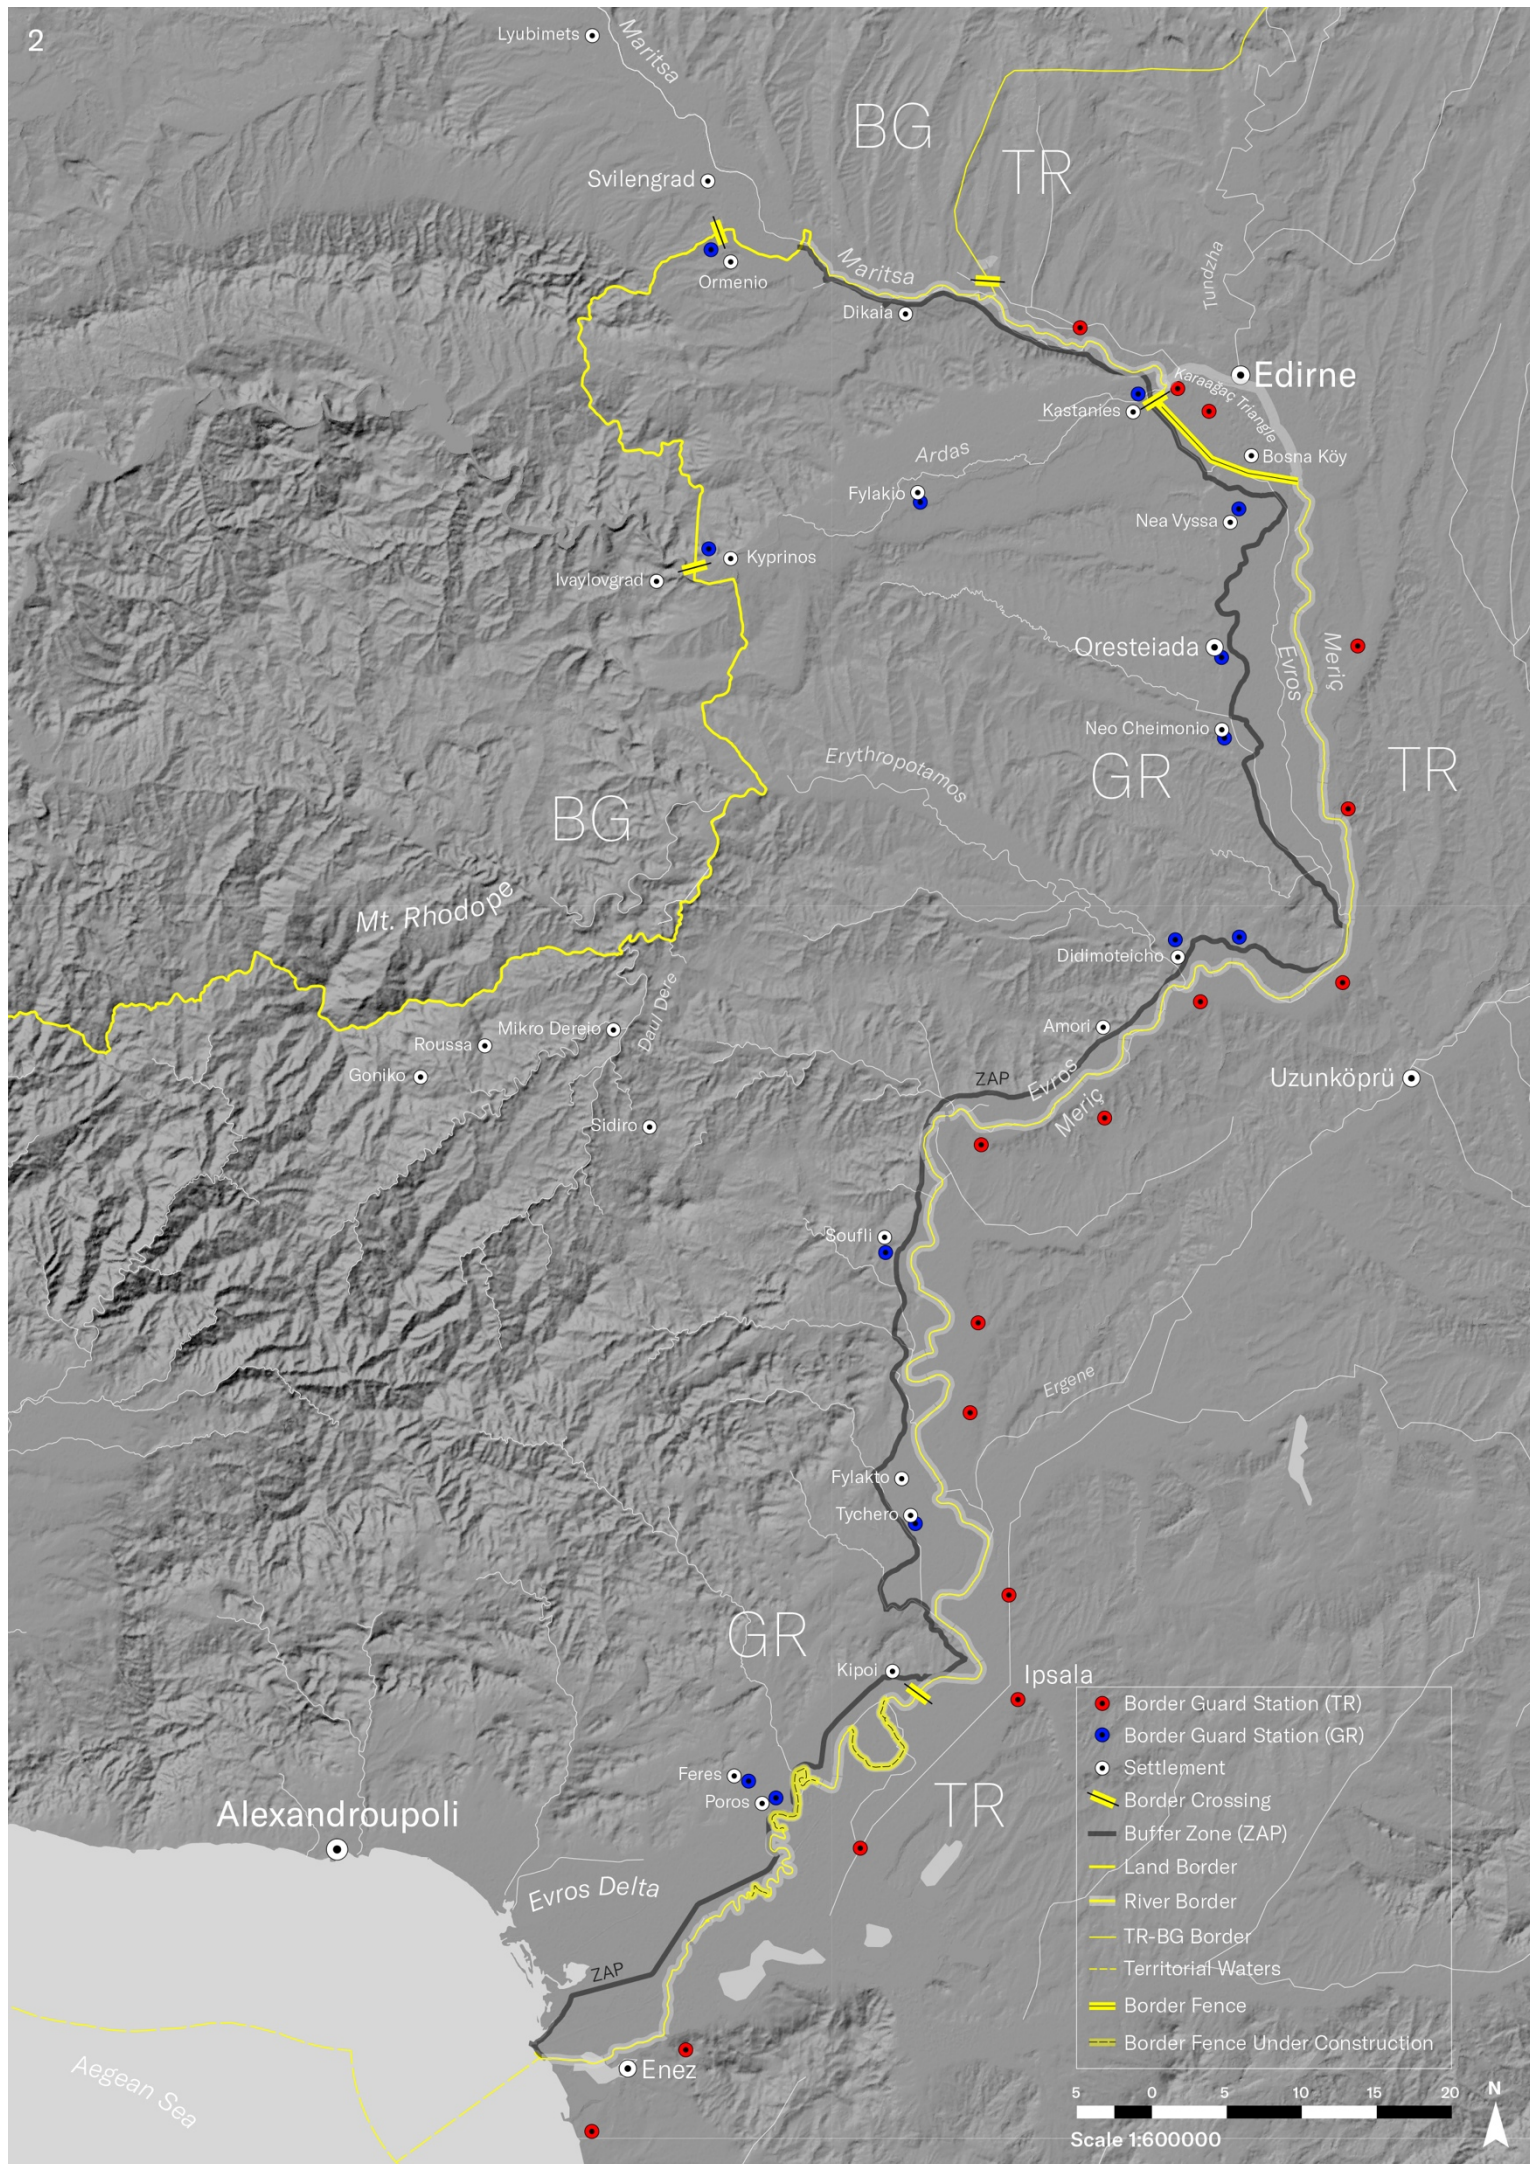 2
Lyubimets
Maritsa
BG
TR
Svilengrad
Ormenio
Maritsa
Tundzha
Dikaia
Edirne
Karaağaç Triangle
Kastanies
Ardas
Bosna Köy
Fylakio
Nea Vyssa
Kyprinos
Ivaylovgrad
Oresteiada
Evros
Meriç
Neo Cheimonio
Erythropotamos
GR
TR
BG
Mt. Rhodope
Didimoteicho
Daul Dere
Mikro Dereio
Amori
Roussa
Goniko
ZAP
Evros
Meriç
Uzunköprü
Sidiro
Soufli
Ergene
Fylakto
Tychero
GR
Kipoi
Ipsala
Feres
Poros
TR
Alexandroupoli
Evros Delta
ZAP
Aegean Sea
Enez
Border Guard Station (TR)
Border Guard Station (GR)
Settlement
Border Crossing
Buffer Zone (ZAP)
Land Border
River Border
TR-BG Border
Territorial Waters
Border Fence
Border Fence Under Construction
5 0 5 10 15 20 N
Scale 1:600000